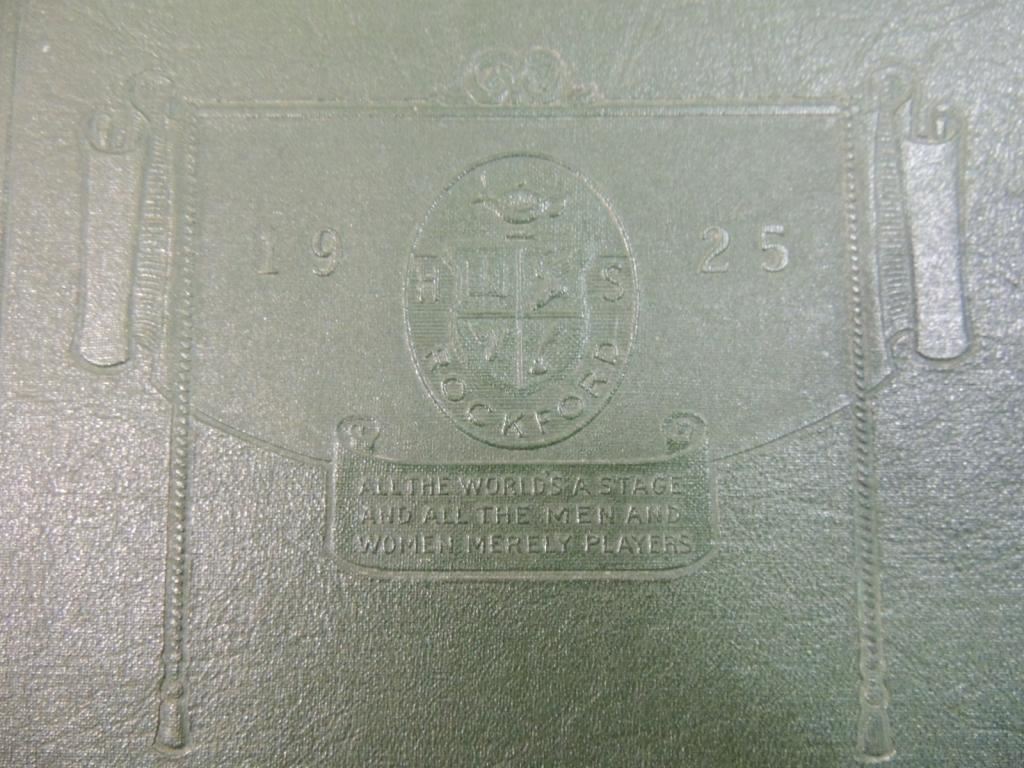 19 25
R S
ROCKFORD
ALL THE WORLD'S A STAGE
AND ALL THE MEN AND
WOMEN MERELY PLAYERS